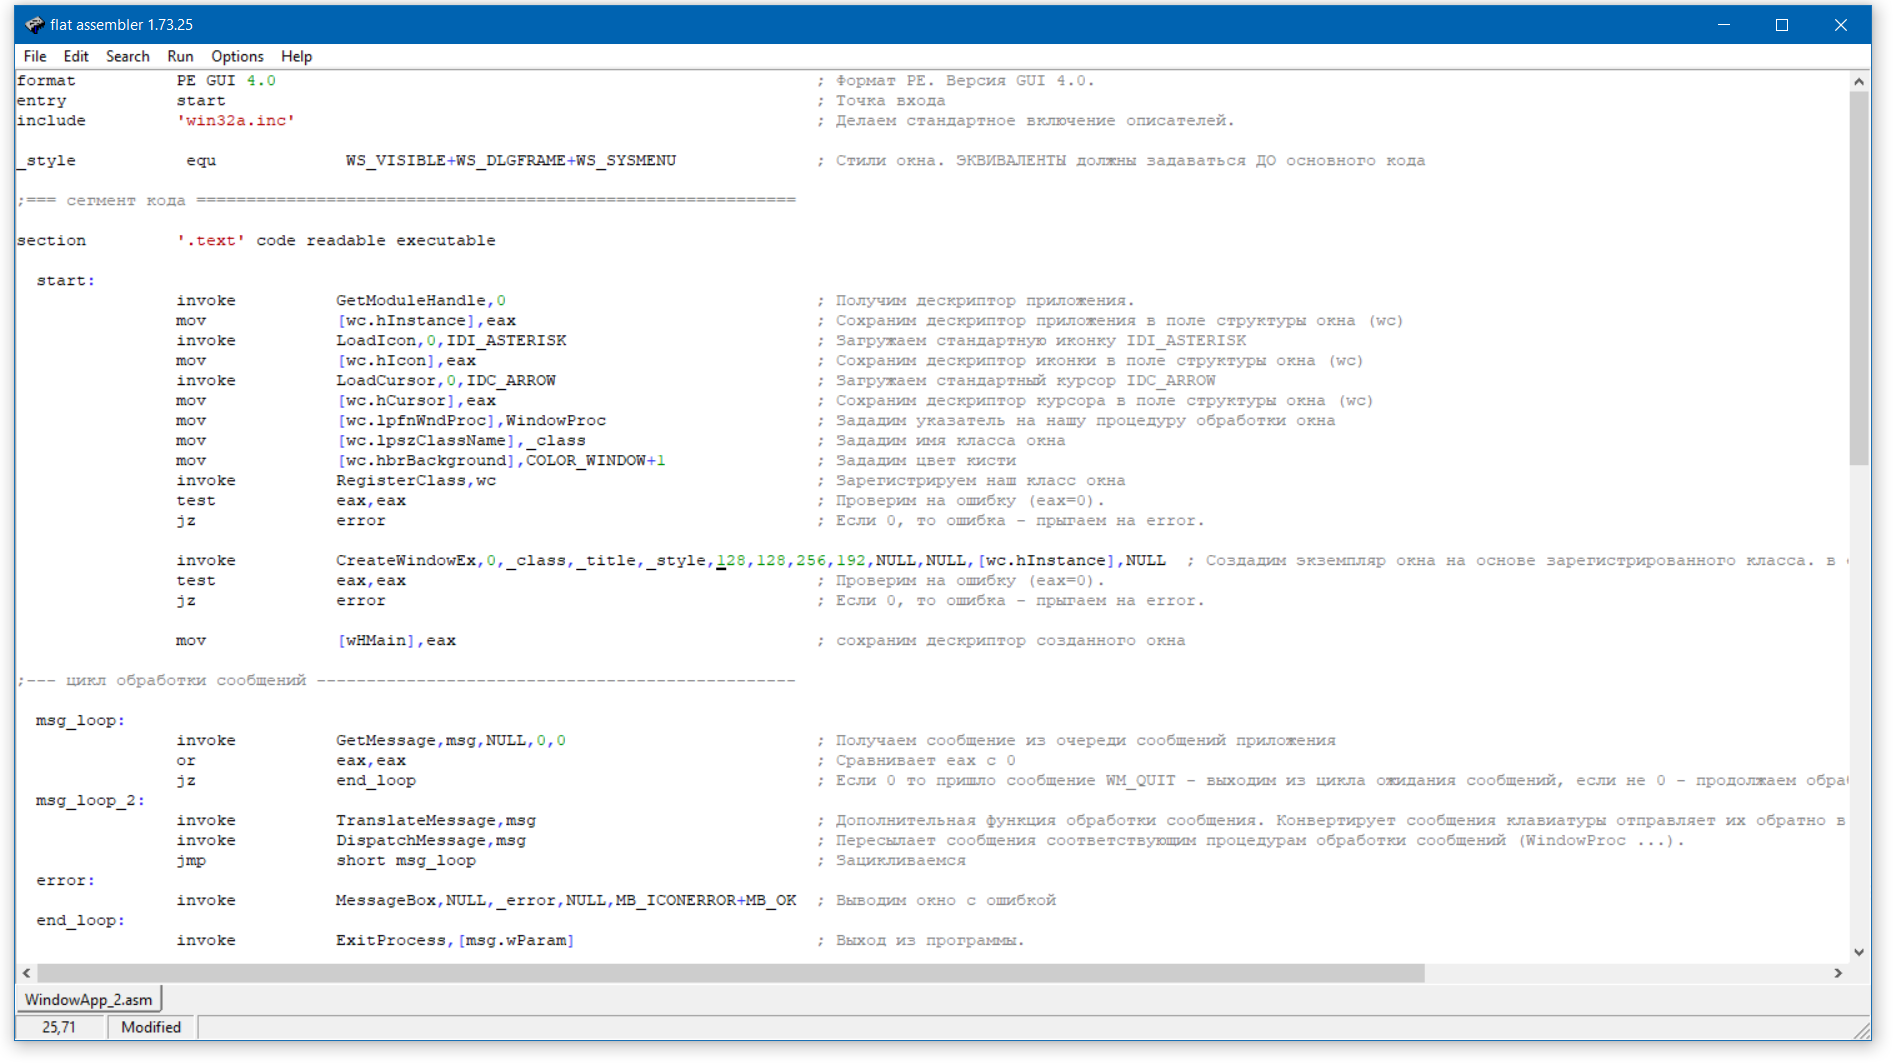 flat assembler 1.73.25
File Edit Search Run Options Help
format PE GUI 4.0 ; Формат PE. Версия GUI 4.0.
entry start ; Точка входа
include 'win32a.inc' ; Делаем стандартное включение описателей.
_style equ WS_VISIBLE+WS_DLGFRAME+WS_SYSMENU ; Стили окна. ЭКВИВАЛЕНТЫ должны задаваться ДО основного кода
;=== сегмент кода ============================================================
section '.text' code readable executable
start:
invoke GetModuleHandle,0 ; Получим дескриптор приложения.
mov [wc.hInstance],eax ; Сохраним дескриптор приложения в поле структуры окна (wc)
invoke LoadIcon,0,IDI_ASTERISK ; Загружаем стандартную иконку IDI_ASTERISK
mov [wc.hIcon],eax ; Сохраним дескриптор иконки в поле структуры окна (wc)
invoke LoadCursor,0,IDC_ARROW ; Загружаем стандартный курсор IDC_ARROW
mov [wc.hCursor],eax ; Сохраним дескриптор курсора в поле структуры окна (wc)
mov [wc.lpfnWndProc],WindowProc ; Зададим указатель на нашу процедуру обработки окна
mov [wc.lpszClassName],_class ; Зададим имя класса окна
mov [wc.hbrBackground],COLOR_WINDOW+1 ; Зададим цвет кисти
invoke RegisterClass,wc ; Зарегистрируем наш класс окна
test eax,eax ; Проверим на ошибку (eax=0).
jz error ; Если 0, то ошибка - прыгаем на error.
invoke CreateWindowEx,0,_class,_title,_style,128,128,256,192,NULL,NULL,[wc.hInstance],NULL ; Создадим экземпляр окна на основе зарегистрированного класса. в
test eax,eax ; Проверим на ошибку (eax=0).
jz error ; Если 0, то ошибка - прыгаем на error.
mov [wHMain],eax ; сохраним дескриптор созданного окна
;--- цикл обработки сообщений ------------------------------------------------
msg_loop:
invoke GetMessage,msg,NULL,0,0 ; Получаем сообщение из очереди сообщений приложения
or eax,eax ; Сравнивает eax с 0
jz end_loop ; Если 0 то пришло сообщение WM_QUIT - выходим из цикла ожидания сообщений, если не 0 - продолжаем обра
msg_loop_2:
invoke TranslateMessage,msg ; Дополнительная функция обработки сообщения. Конвертирует сообщения клавиатуры отправляет их обратно в
invoke DispatchMessage,msg ; Пересылает сообщения соответствующим процедурам обработки сообщений (WindowProc ...).
jmp short msg_loop ; Зацикливаемся
error:
invoke MessageBox,NULL,_error,NULL,MB_ICONERROR+MB_OK ; Выводим окно с ошибкой
end_loop:
invoke ExitProcess,[msg.wParam] ; Выход из программы.
WindowApp_2.asm
25,71 Modified